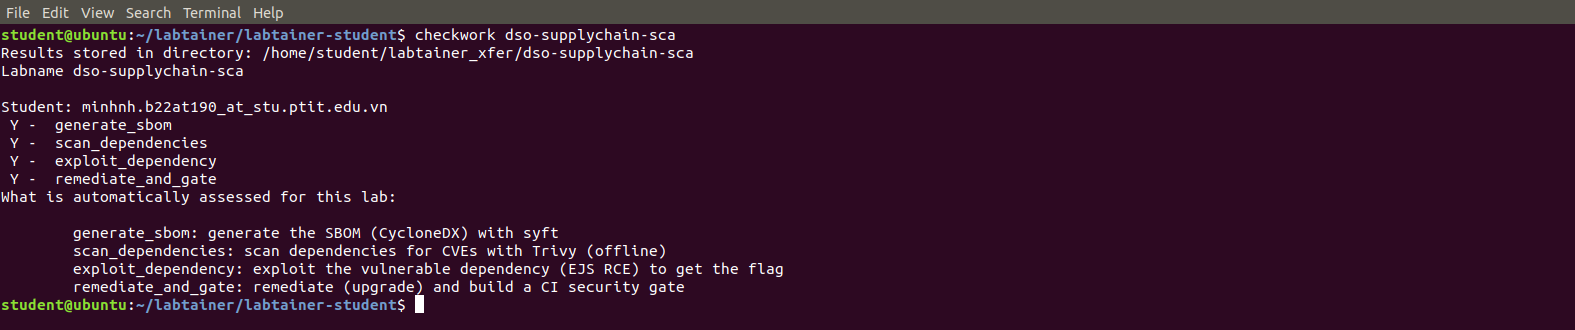 File Edit View Search Terminal Help
student@ubuntu:~/labtainer/labtainer-student$ checkwork dso-supplychain-sca
Results stored in directory: /home/student/labtainer_xfer/dso-supplychain-sca
Labname dso-supplychain-sca
Student: minhnh.b22at190_at_stu.ptit.edu.vn
Y - generate_sbom
Y - scan_dependencies
Y - exploit_dependency
Y - remediate_and_gate
What is automatically assessed for this lab:
generate_sbom: generate the SBOM (CycloneDX) with syft
scan_dependencies: scan dependencies for CVEs with Trivy (offline)
exploit_dependency: exploit the vulnerable dependency (EJS RCE) to get the flag
remediate_and_gate: remediate (upgrade) and build a CI security gate
student@ubuntu:~/labtainer/labtainer-student$